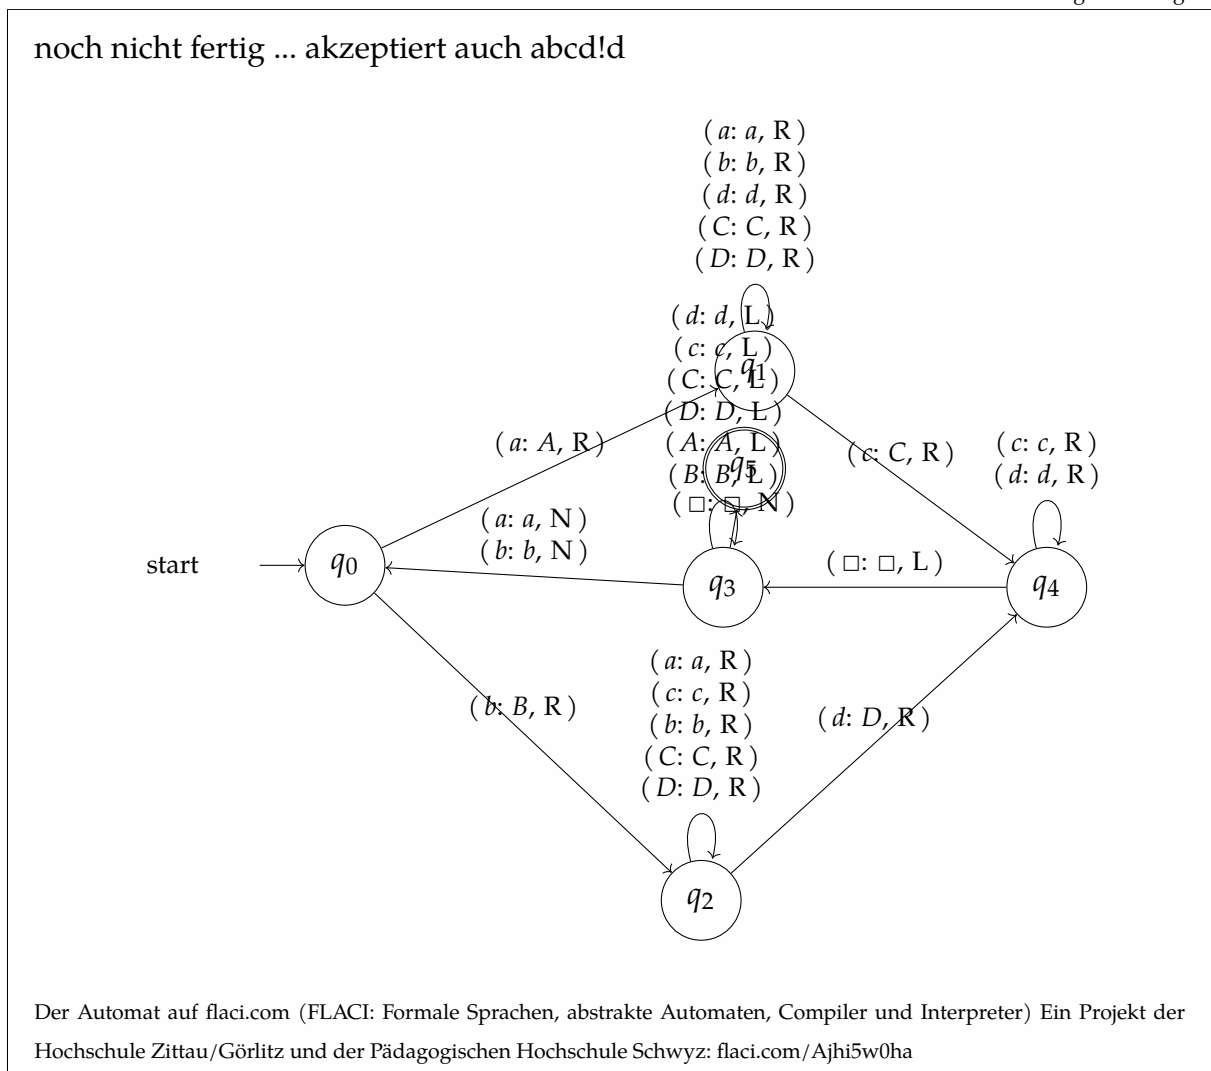 noch nicht fertig ... akzeptiert auch abcd!d
( a: a, R )
( b: b, R )
( d: d, R )
( C: C, R )
( D: D, R )
( d: d, L )
( c: c, L )
q1
( C: C, L )
( D: D, L )
( A: A, L )
q5
( B: B, L )
( □: □, N )
( a: A, R )
( c: C, R )
( c: c, R )
( d: d, R )
( a: a, N )
( b: b, N )
start
q0
q3
( □: □, L )
q4
( a: a, R )
( c: c, R )
( b: b, R )
( C: C, R )
( D: D, R )
( b: B, R )
( d: D, R )
q2
Der Automat auf flaci.com (FLACI: Formale Sprachen, abstrakte Automaten, Compiler und Interpreter) Ein Projekt der
Hochschule Zittau/Görlitz und der Pädagogischen Hochschule Schwyz: flaci.com/Ajhi5w0ha